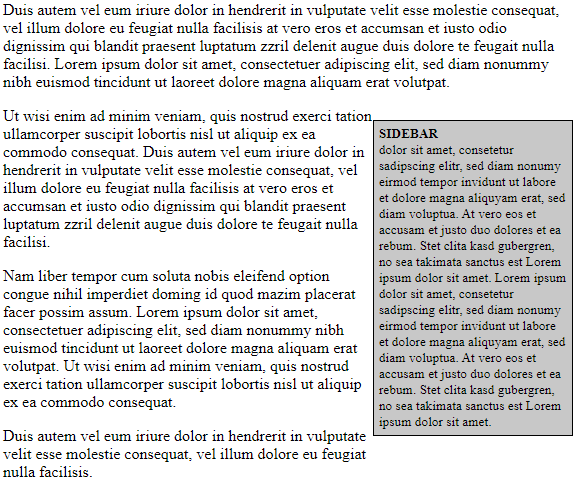 Duis autem vel eum iriure dolor in hendrerit in vulputate velit esse molestie consequat,
vel illum dolore eu feugiat nulla facilisis at vero eros et accumsan et iusto odio
dignissim qui blandit praesent luptatum zzril delenit augue duis dolore te feugait nulla
facilisi. Lorem ipsum dolor sit amet, consectetuer adipiscing elit, sed diam nonummy
nibh euismod tincidunt ut laoreet dolore magna aliquam erat volutpat.
Ut wisi enim ad minim veniam, quis nostrud exerci tation
ullamcorper suscipit lobortis nisl ut aliquip ex ea
commodo consequat. Duis autem vel eum iriure dolor in
hendrerit in vulputate velit esse molestie consequat, vel
illum dolore eu feugiat nulla facilisis at vero eros et
accumsan et iusto odio dignissim qui blandit praesent
luptatum zzril delenit augue duis dolore te feugait nulla
facilisi.
Nam liber tempor cum soluta nobis eleifend option
congue nihil imperdiet doming id quod mazim placerat
facer possim assum. Lorem ipsum dolor sit amet,
consectetuer adipiscing elit, sed diam nonummy nibh
euismod tincidunt ut laoreet dolore magna aliquam erat
volutpat. Ut wisi enim ad minim veniam, quis nostrud
exerci tation ullamcorper suscipit lobortis nisl ut aliquip
ex ea commodo consequat.
Duis autem vel eum iriure dolor in hendrerit in vulputate
velit esse molestie consequat, vel illum dolore eu feugiat
nulla facilisis.
SIDEBAR
dolor sit amet, consetetur
sadipscing elitr, sed diam nonumy
eirmod tempor invidunt ut labore
et dolore magna aliquyam erat, sed
diam voluptua. At vero eos et
accusam et justo duo dolores et ea
rebum. Stet clita kasd gubergren,
no sea takimata sanctus est Lorem
ipsum dolor sit amet. Lorem ipsum
dolor sit amet, consetetur
sadipscing elitr, sed diam nonumy
eirmod tempor invidunt ut labore
et dolore magna aliquyam erat, sed
diam voluptua. At vero eos et
accusam et justo duo dolores et ea
rebum. Stet clita kasd gubergren,
no sea takimata sanctus est Lorem
ipsum dolor sit amet.